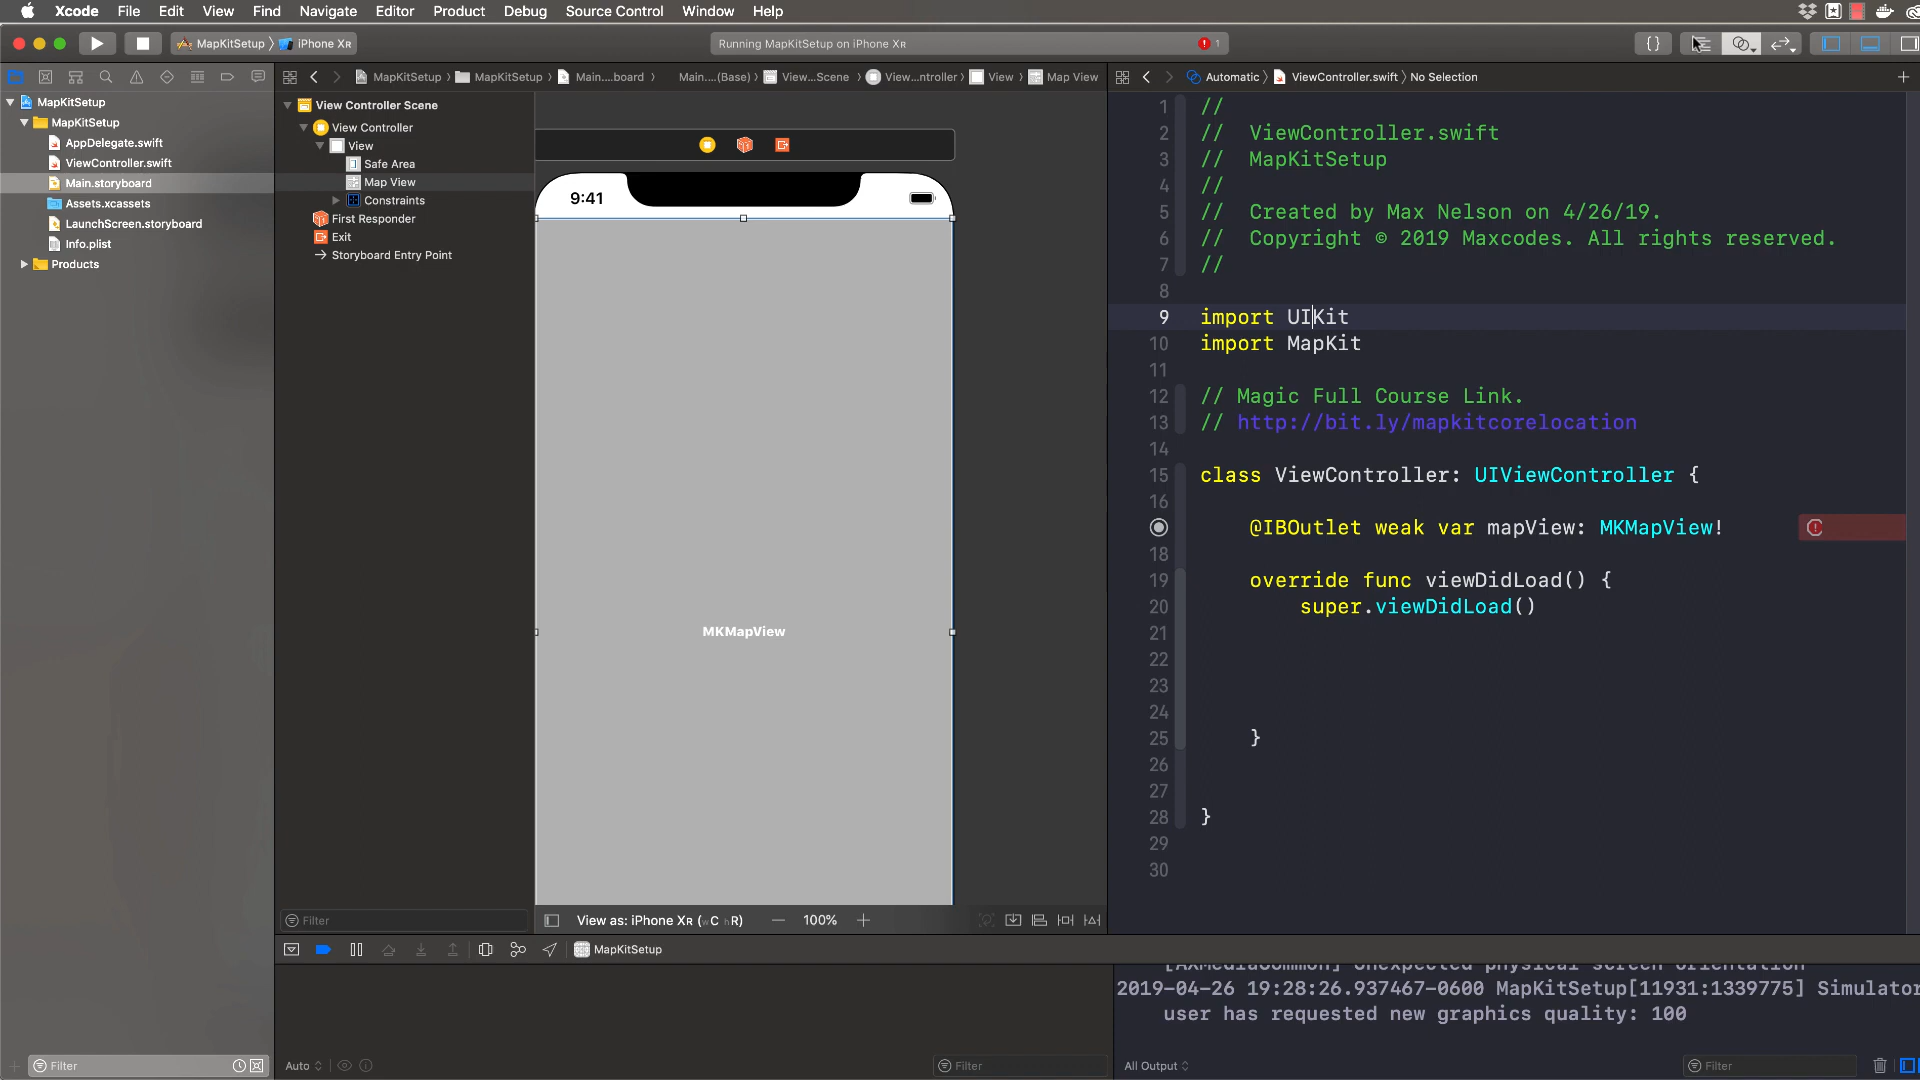 Xcode File Edit View Find Navigate Editor Product Debug Source Control Window Help
MapKitSetup iPhone XR
Running MapKitSetup on iPhone XR
1
MapKitSetup MapKitSetup Main....board Main....(Base) View...Scene View...ntroller View Map View
Automatic ViewController.swift No Selection
MapKitSetup
MapKitSetup
AppDelegate.swift
ViewController.swift
Main.storyboard
Assets.xcassets
LaunchScreen.storyboard
Info.plist
Products
View Controller Scene
View Controller
View
Safe Area
Map View
Constraints
First Responder
Exit
Storyboard Entry Point
9:41
MKMapView
1 //
2 //  ViewController.swift
3 //  MapKitSetup
4 //
5 //  Created by Max Nelson on 4/26/19.
6 //  Copyright © 2019 Maxcodes. All rights reserved.
7 //
8
9 import UIKit
10 import MapKit
11
12 // Magic Full Course Link.
13 // http://bit.ly/mapkitcorelocation
14
15 class ViewController: UIViewController {
16
@IBOutlet weak var mapView: MKMapView!
18
19 override func viewDidLoad() {
20 super.viewDidLoad()
21
22
23
24
25 }
26
27
28 }
29
30
Filter
View as: iPhone XR (wC hR) — 100% +
MapKitSetup
[AXMediaCommon] Unexpected physical screen orientation
2019-04-26 19:28:26.937467-0600 MapKitSetup[11931:1339775] Simulator
user has requested new graphics quality: 100
Filter
Auto
Filter
All Output
Filter